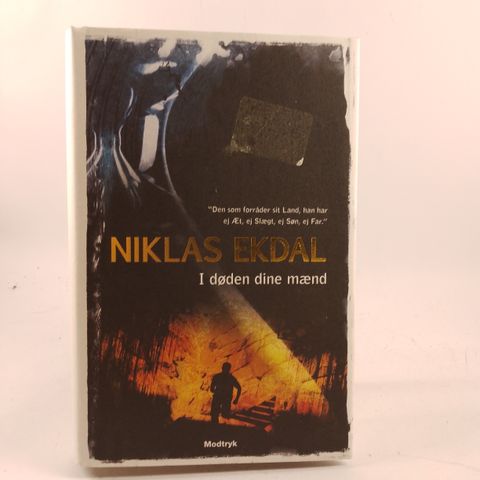 "Den som forråder sit Land, han har
ej Æt, ej Slægt, ej Søn, ej Far."
NIKLAS EKDAL
I døden dine mænd
Modtryk